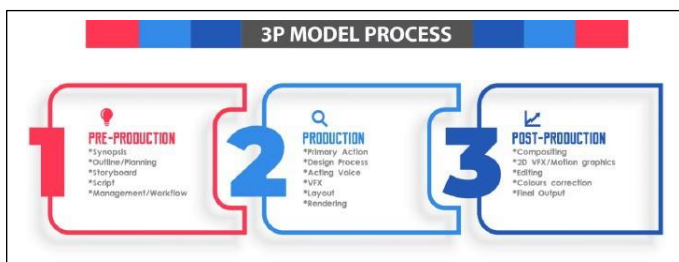 3P MODEL PROCESS
1
PRE-PRODUCTION
*Synopsis
*Outline/Planning
*Storyboard
*Script
*Management/Workflow
2
PRODUCTION
*Primary Action
*Design Process
*Acting Voice
*VFX
*Layout
*Rendering
3
POST-PRODUCTION
*Compositing
*2D VFX/Motion graphics
*Editing
*Colours correction
*Final Output